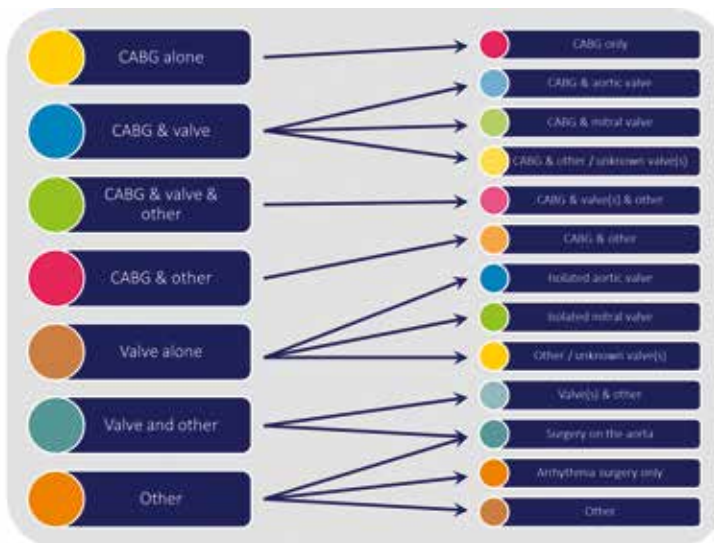 CABG alone
CABG & valve
CABG & valve &
other
CABG & other
Valve alone
Valve and other
Other
CABG only
CABG & aortic valve
CABG & mitral valve
CABG & other / unknown valve(s)
CABG & valve(s) & other
CABG & other
Isolated aortic valve
Isolated mitral valve
Other / unknown valve(s)
Valve(s) & other
Surgery on the aorta
Arrhythmia surgery only
Other